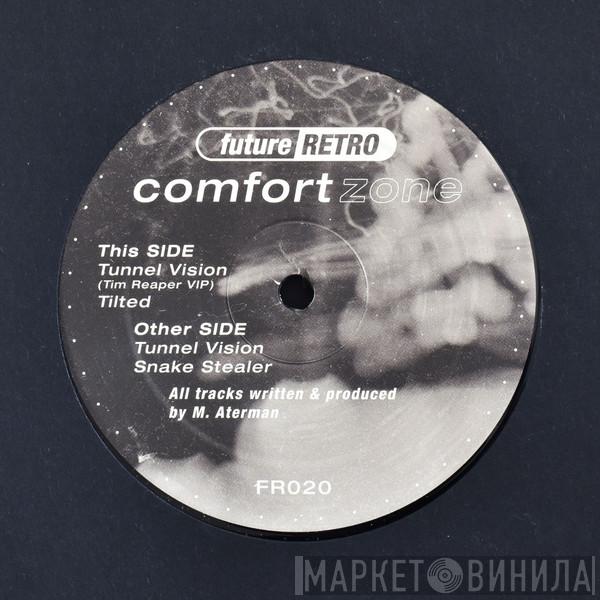 future RETRO
comfort zone
This SIDE
Tunnel Vision
(Tim Reaper VIP)
Tilted
Other SIDE
Tunnel Vision
Snake Stealer
All tracks written & produced
by M. Aterman
FR020
МАРКЕТ ВИНИЛА